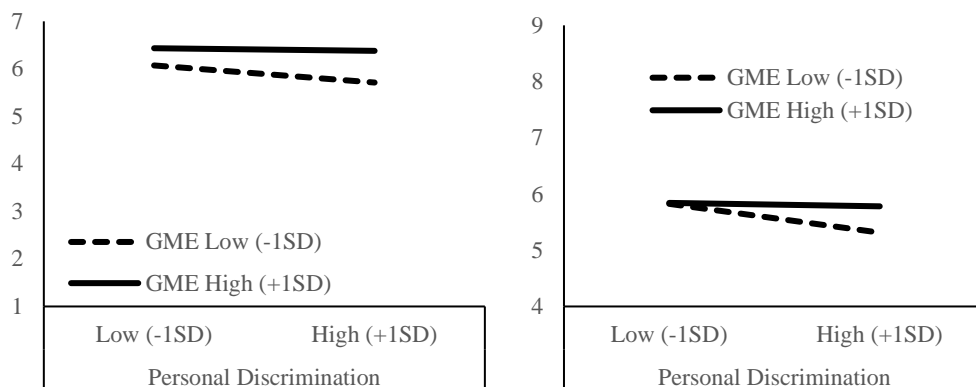 7
6
5
4
3
2
1
GME Low (-1SD)
GME High (+1SD)
Low (-1SD) High (+1SD)
Personal Discrimination
9
8
7
6
5
4
GME Low (-1SD)
GME High (+1SD)
Low (-1SD) High (+1SD)
Personal Discrimination